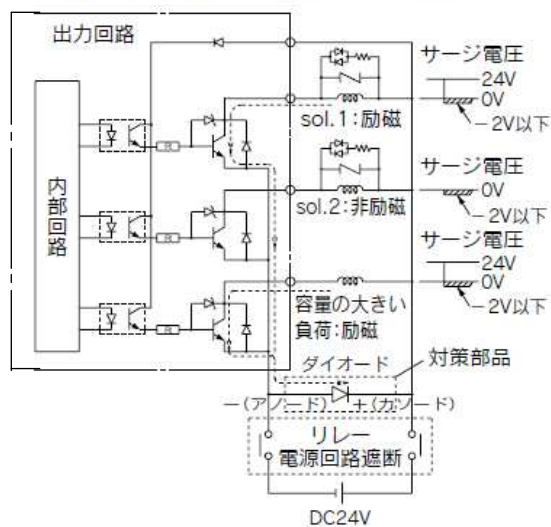 出力回路
内部回路
R
R
R
sol.1:励磁
サージ電圧
24V
0V
-2V以下
sol.2:非励磁
サージ電圧
0V
-2V以下
サージ電圧
24V
0V
-2V以下
容量の大きい
負荷:励磁
ダイオード
対策部品
-(アノード)
+(カソード)
リレー
電源回路遮断
DC24V